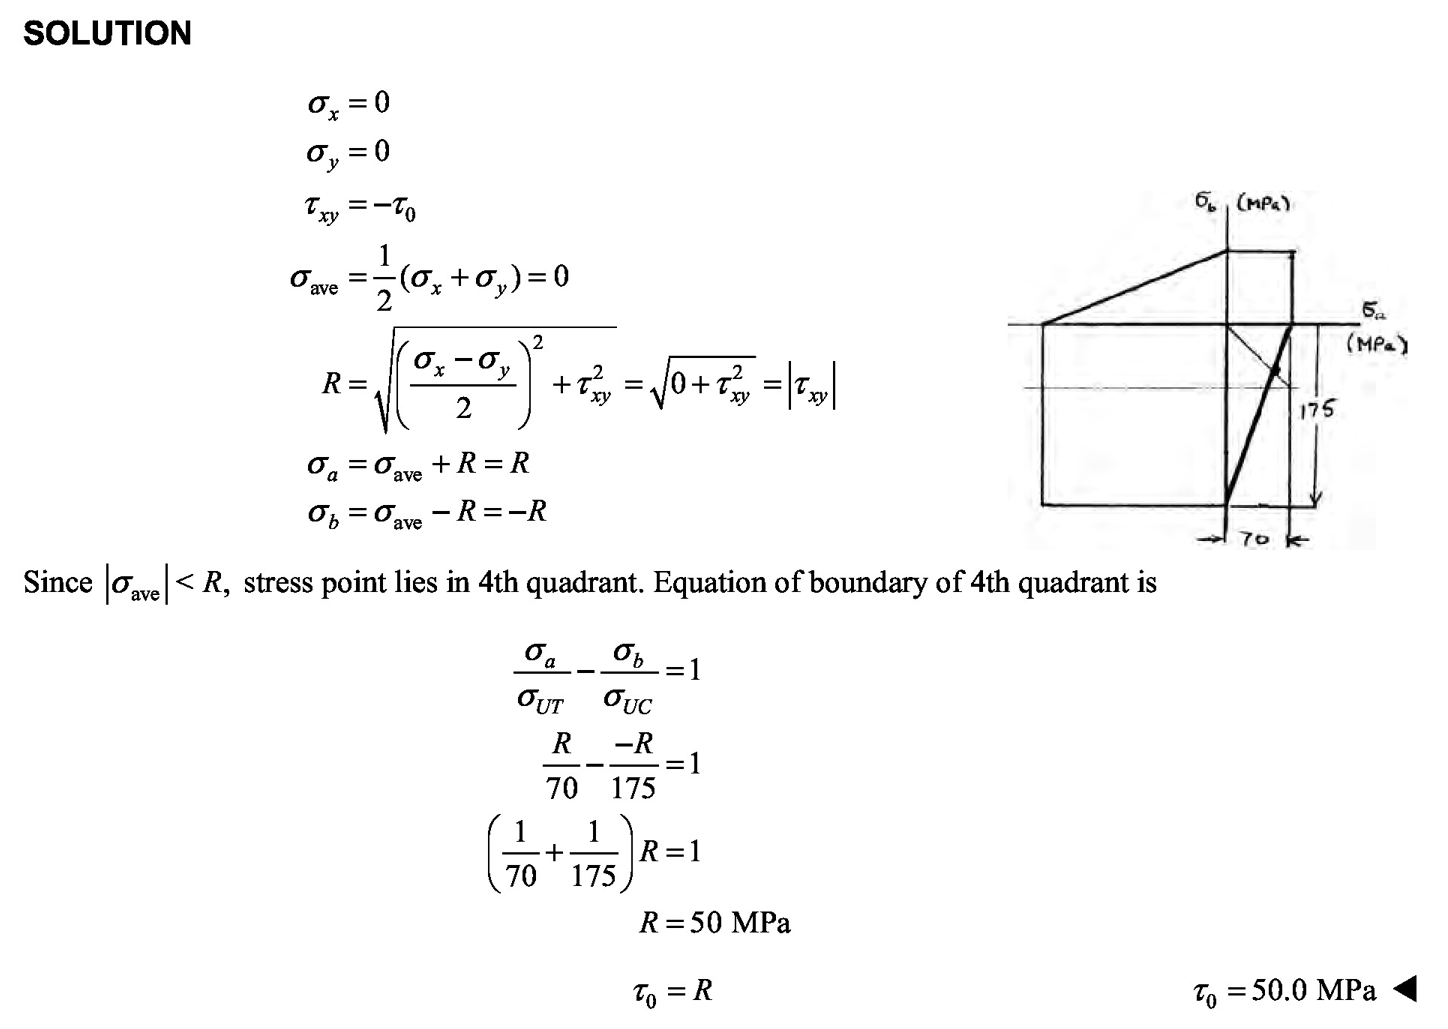 SOLUTION
σx = 0
σy = 0
τxy = −τ0
σave = 1/2 (σx + σy) = 0
R = √(((σx − σy)/2)² + τ²xy) = √(0 + τ²xy) = |τxy|
σa = σave + R = R
σb = σave − R = −R
σb (MPa)
σa
(MPa)
175
70
Since |σave| < R, stress point lies in 4th quadrant. Equation of boundary of 4th quadrant is
σa/σUT − σb/σUC = 1
R/70 − −R/175 = 1
(1/70 + 1/175) R = 1
R = 50 MPa
τ0 = R τ0 = 50.0 MPa ◀